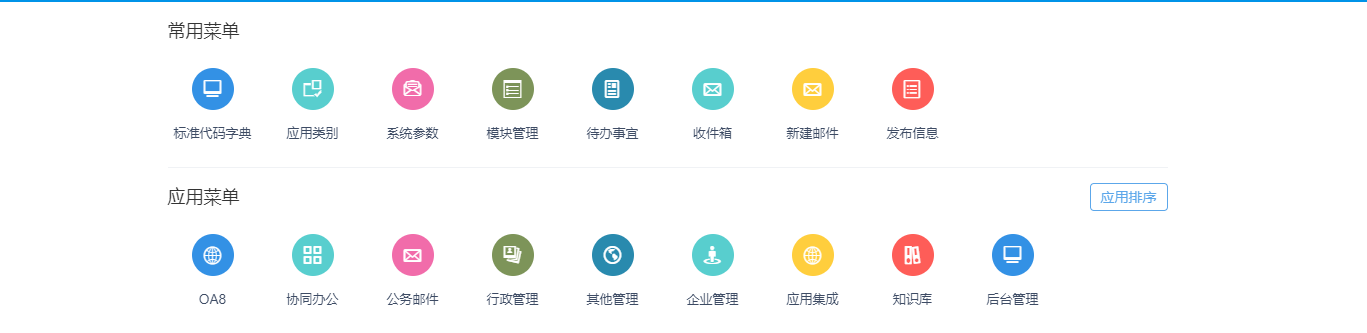 常用菜单
标准代码字典 应用类别 系统参数 模块管理 待办事宜 收件箱 新建邮件 发布信息
应用菜单 应用排序
OA8 协同办公 公务邮件 行政管理 其他管理 企业管理 应用集成 知识库 后台管理